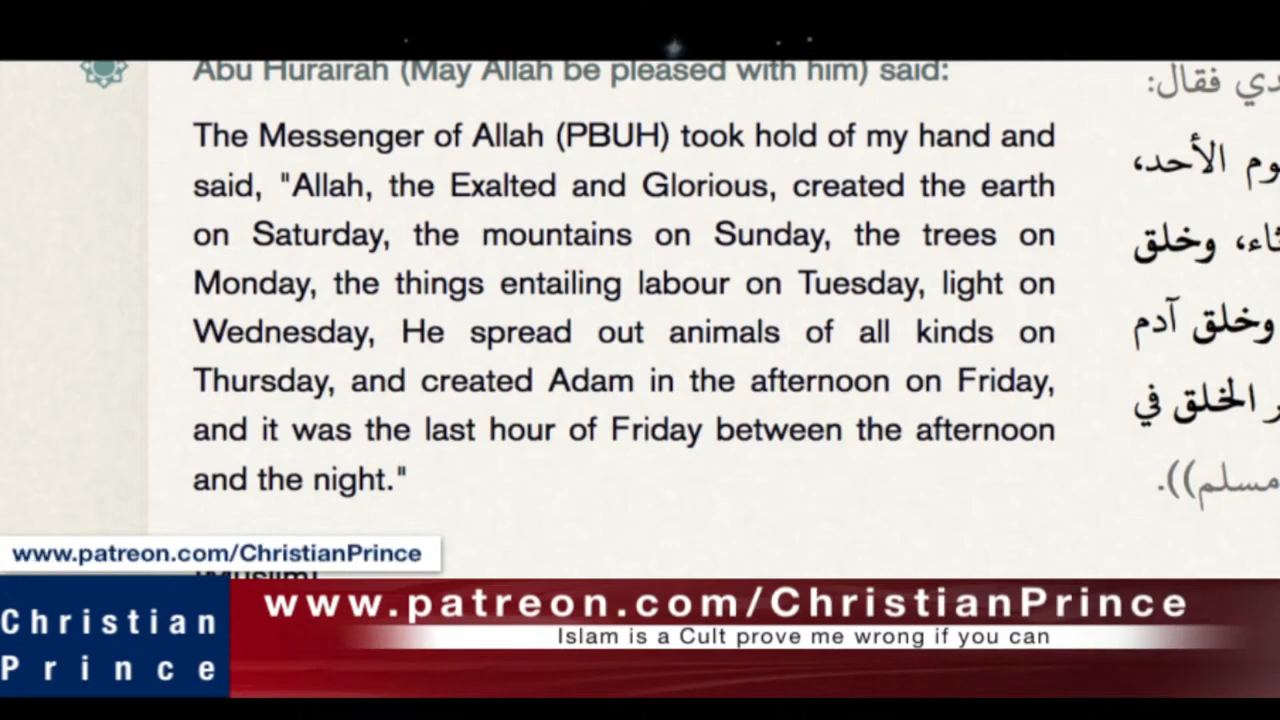 Abu Hurairah (May Allah be pleased with him) said:
The Messenger of Allah (PBUH) took hold of my hand and
said, "Allah, the Exalted and Glorious, created the earth
on Saturday, the mountains on Sunday, the trees on
Monday, the things entailing labour on Tuesday, light on
Wednesday, He spread out animals of all kinds on
Thursday, and created Adam in the afternoon on Friday,
and it was the last hour of Friday between the afternoon
and the night."
فقال:
الأحد،
وخلق
وخلق آدم
الخلق في
مسلم)).
www.patreon.com/ChristianPrince
Christian
Prince
www.patreon.com/ChristianPrince
Islam is a Cult prove me wrong if you can